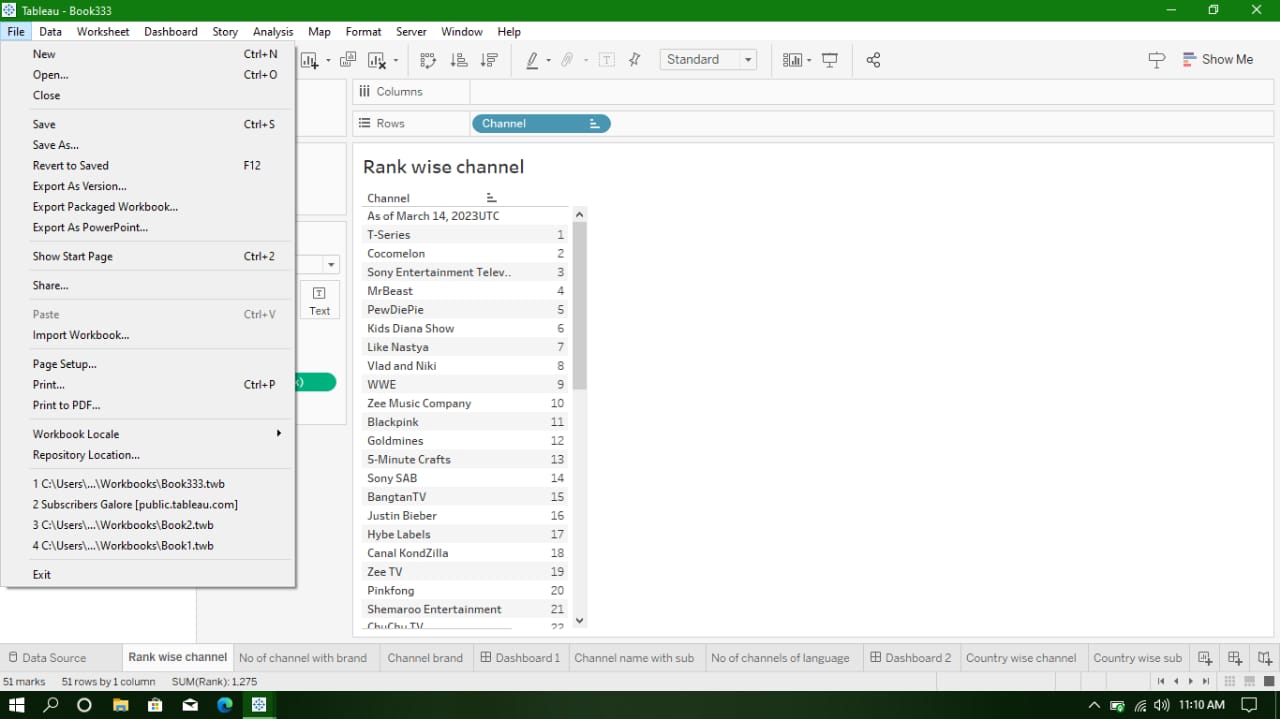 Tableau - Book333
File Data Worksheet Dashboard Story Analysis Map Format Server Window Help
New Ctrl+N
Open... Ctrl+O
Close
Save Ctrl+S
Save As...
Revert to Saved F12
Export As Version...
Export Packaged Workbook...
Export As PowerPoint...
Show Start Page Ctrl+2
Share...
Paste Ctrl+V
Import Workbook...
Page Setup...
Print... Ctrl+P
Print to PDF...
Workbook Locale
Repository Location...
1 C:\Users\...\Workbooks\Book333.twb
2 Subscribers Galore [public.tableau.com]
3 C:\Users\...\Workbooks\Book2.twb
4 C:\Users\...\Workbooks\Book1.twb
Exit
Standard
Show Me
Columns
Rows Channel
Text
Rank wise channel
Channel
As of March 14, 2023UTC
T-Series 1
Cocomelon 2
Sony Entertainment Telev.. 3
MrBeast 4
PewDiePie 5
Kids Diana Show 6
Like Nastya 7
Vlad and Niki 8
WWE 9
Zee Music Company 10
Blackpink 11
Goldmines 12
5-Minute Crafts 13
Sony SAB 14
BangtanTV 15
Justin Bieber 16
Hybe Labels 17
Canal KondZilla 18
Zee TV 19
Pinkfong 20
Shemaroo Entertainment 21
ChuChu TV 22
Data Source Rank wise channel No of channel with brand Channel brand Dashboard 1 Channel name with sub No of channels of language Dashboard 2 Country wise channel Country wise sub
51 marks 51 rows by 1 column SUM(Rank): 1,275
11:10 AM